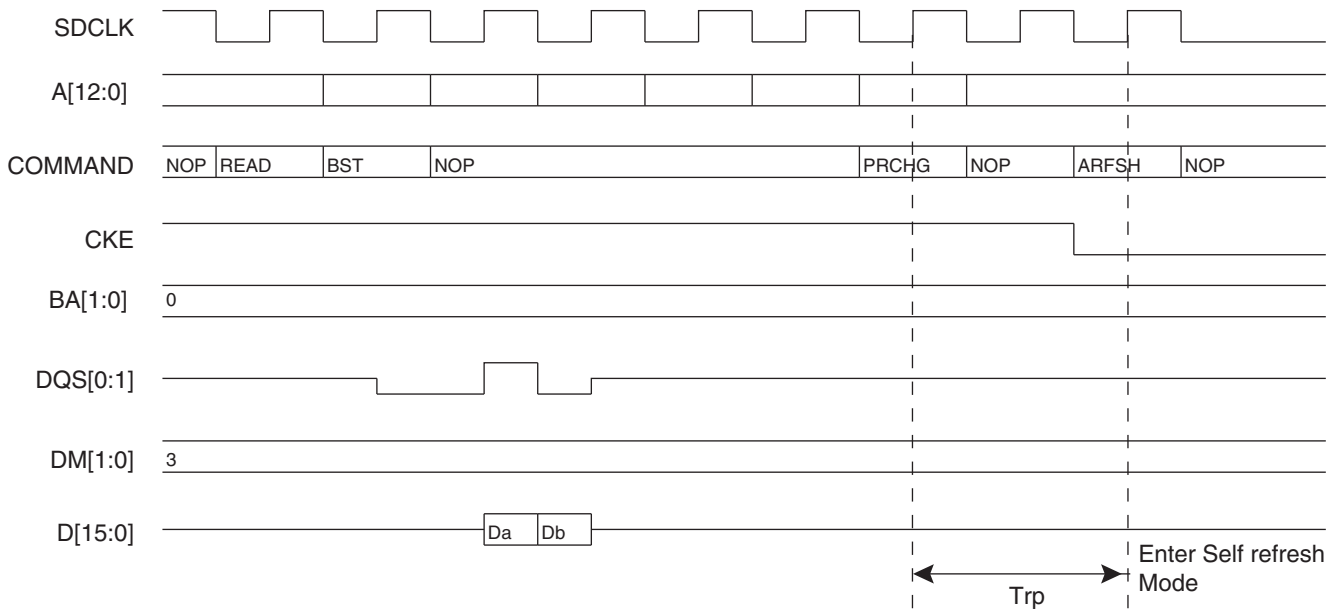 SDCLK
A[12:0]
COMMAND NOP READ BST NOP PRCHG NOP ARFSH NOP
CKE
BA[1:0] 0
DQS[0:1]
DM[1:0] 3
D[15:0] Da Db
Trp
Enter Self refresh
Mode